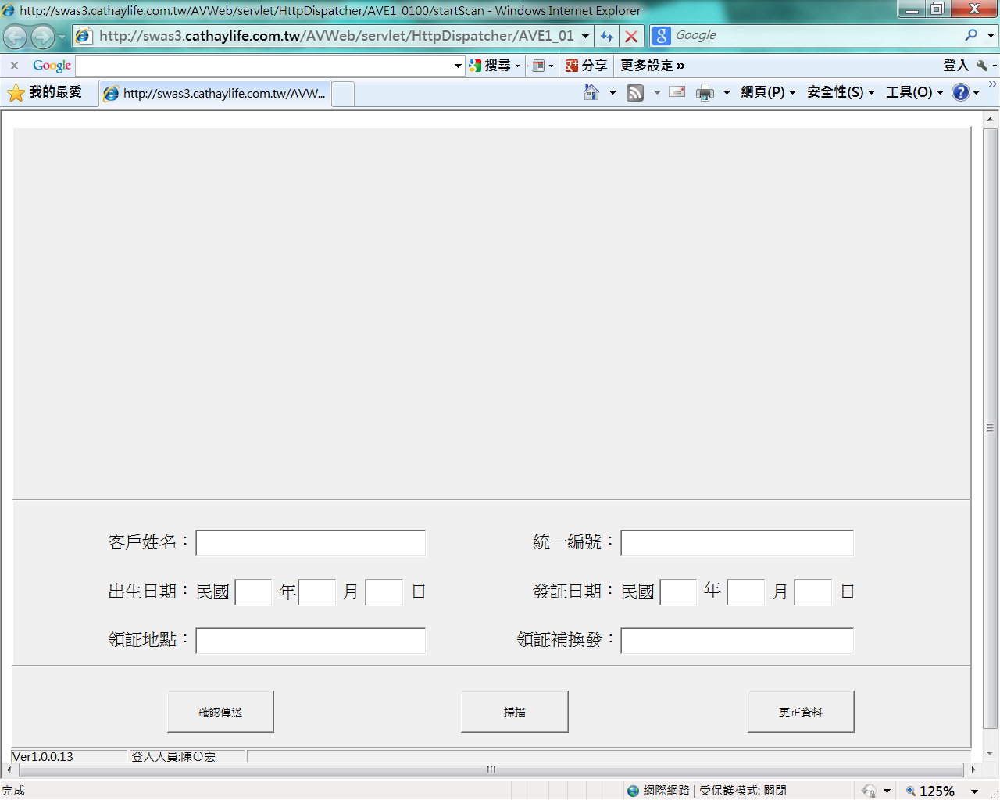 http://swas3.cathaylife.com.tw/AVWeb/servlet/HttpDispatcher/AVE1_0100/startScan - Windows Internet Explorer
http://swas3.cathaylife.com.tw/AVWeb/servlet/HttpDispatcher/AVE1_01 Google
x Google 搜尋 分享 更多設定 » 登入
我的最愛 http://swas3.cathaylife.com.tw/AVW... 網頁(P) 安全性(S) 工具(O) »
客戶姓名： 統一編號：
出生日期：民國 年 月 日 發証日期：民國 年 月 日
領証地點： 領証補換發：
確認傳送 掃描 更正資料
Ver1.0.0.13 登入人員:陳〇宏
完成 網際網路 | 受保護模式: 關閉 125%